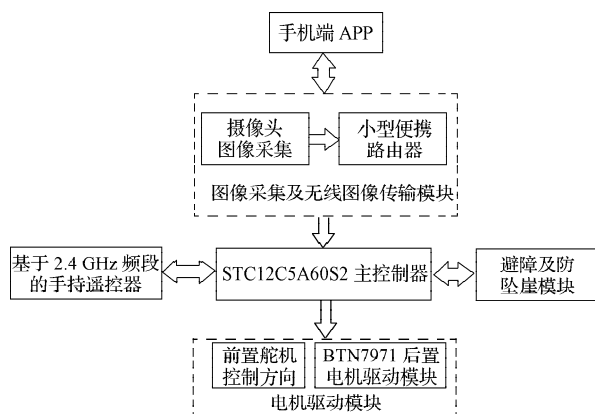 手机端 APP
摄像头
图像采集
小型便携
路由器
图像采集及无线图像传输模块
基于 2.4 GHz 频段
的手持遥控器
STC12C5A60S2 主控制器
避障及防
坠崖模块
前置舵机
控制方向
BTN7971 后置
电机驱动模块
电机驱动模块